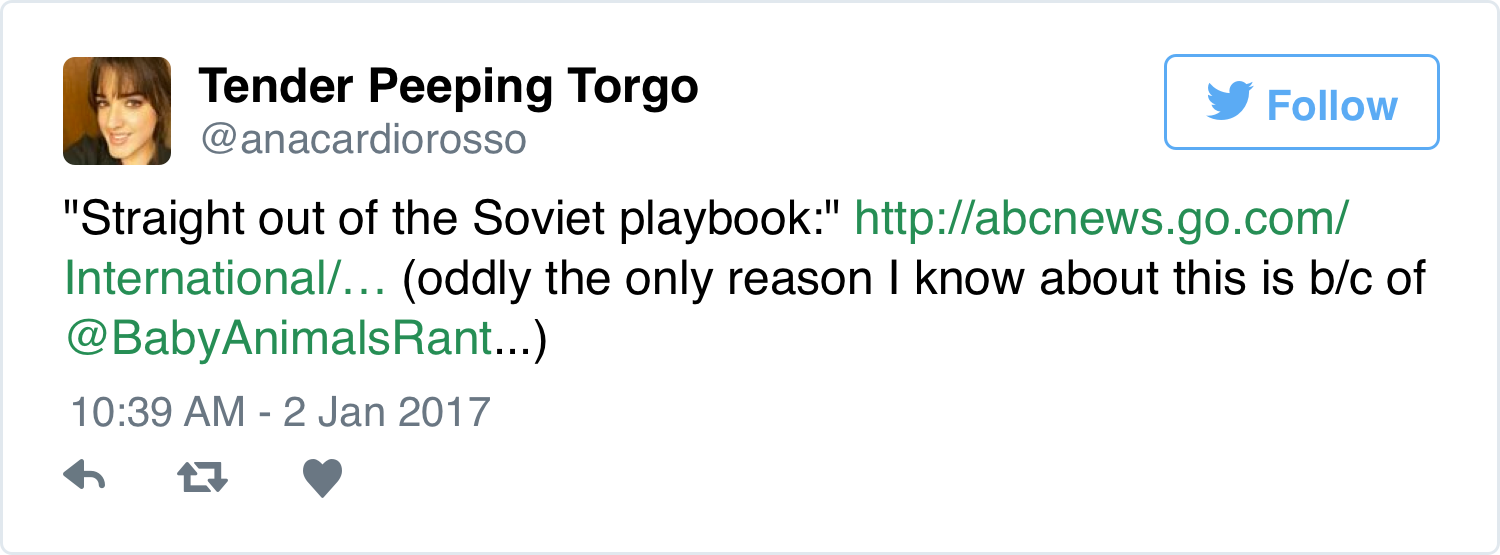 Tender Peeping Torgo
@anacardiorosso
Follow
"Straight out of the Soviet playbook:" http://abcnews.go.com/
International/… (oddly the only reason I know about this is b/c of
@BabyAnimalsRant...)
10:39 AM - 2 Jan 2017